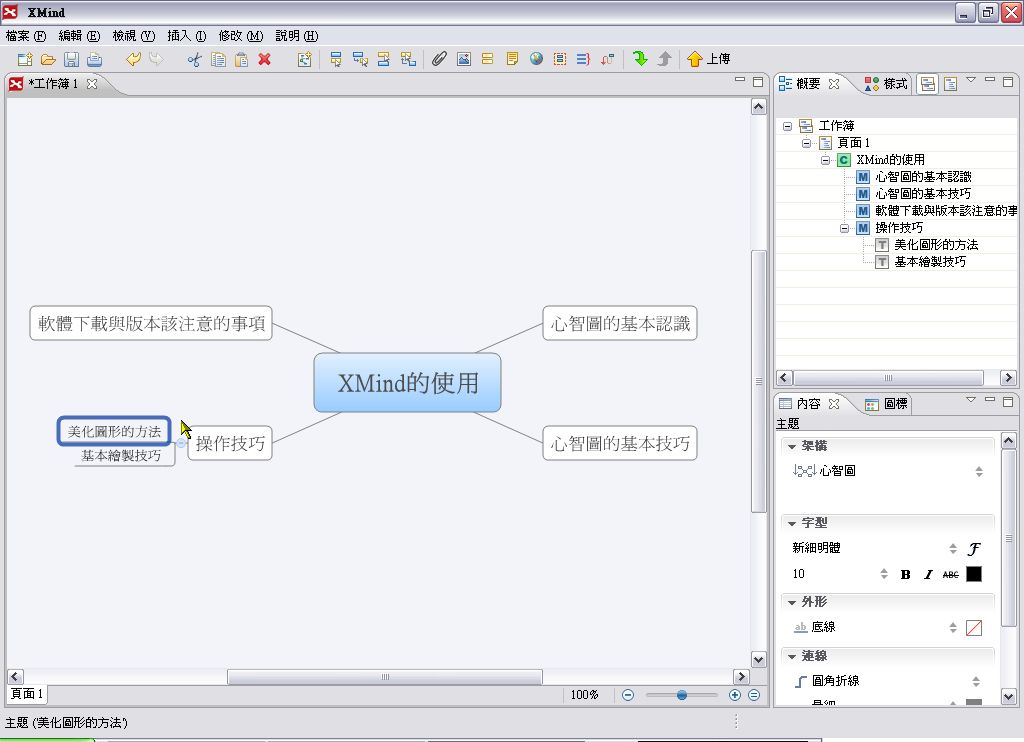 XMind
檔案 (F) 編輯 (E) 檢視 (V) 插入 (I) 修改 (M) 說明 (H)
上傳
*工作簿 1
軟體下載與版本該注意的事項
心智圖的基本認識
XMind的使用
美化圖形的方法
基本繪製技巧
操作技巧
心智圖的基本技巧
頁面 1
100%
主題 ('美化圖形的方法')
概要
樣式
工作簿
頁面 1
C XMind的使用
M 心智圖的基本認識
M 心智圖的基本技巧
M 軟體下載與版本該注意的事
M 操作技巧
T 美化圖形的方法
T 基本繪製技巧
內容
圖標
主題
架構
心智圖
字型
新細明體
10 B I ABC
外形
ab 底線
連線
圓角折線